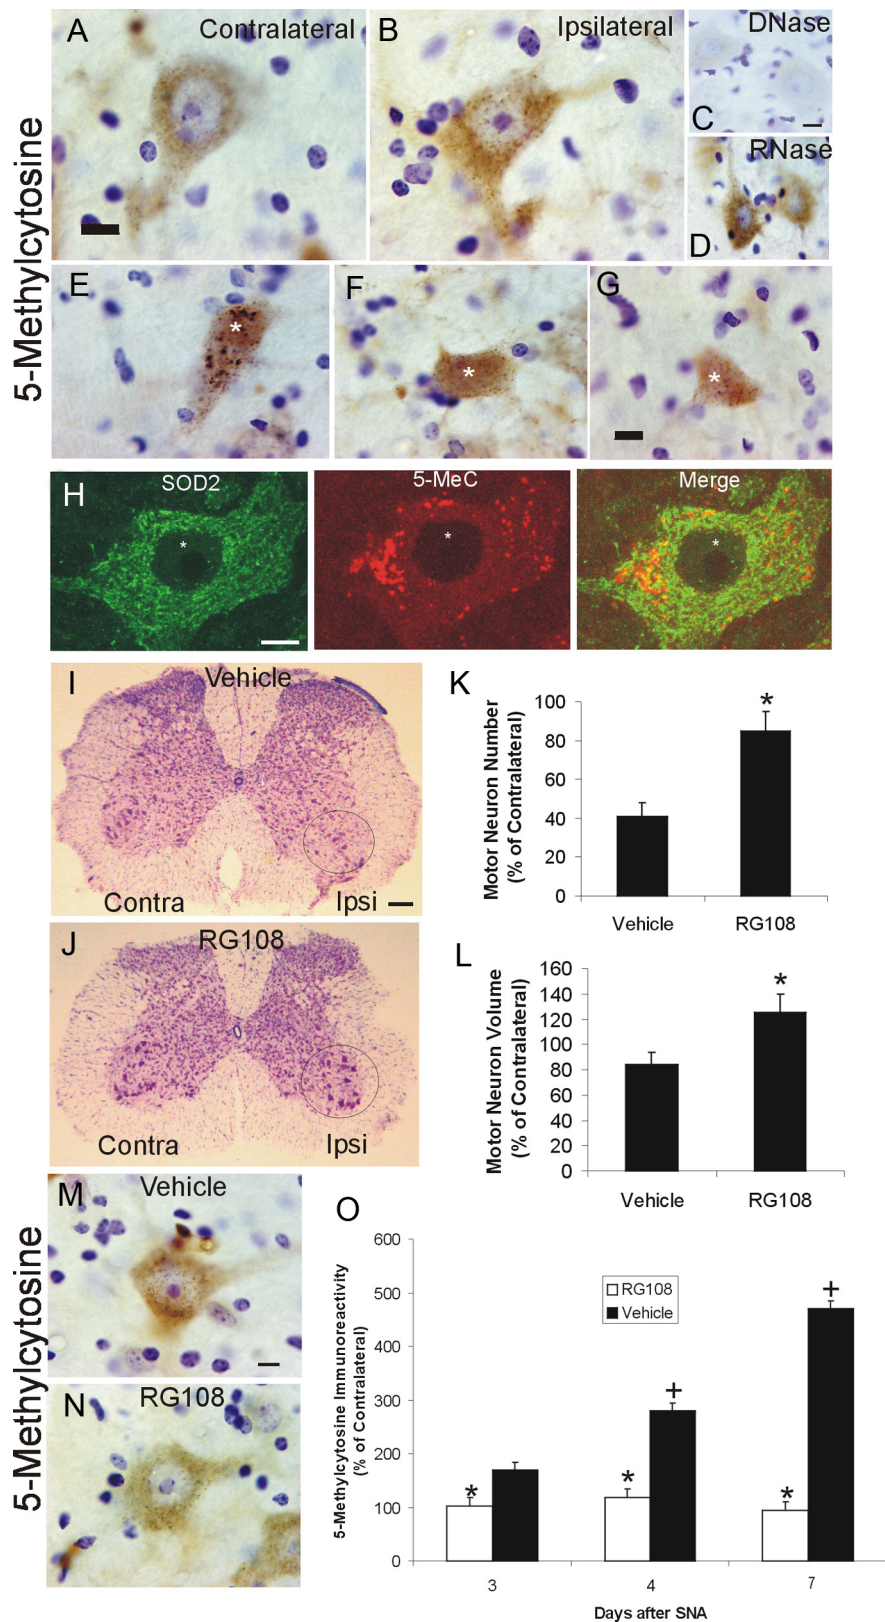 5-Methylcytosine
A
Contralateral
B
Ipsilateral
DNase
C
RNase
D
E
*
F
*
G
*
H
SOD2
*
5-MeC
*
Merge
*
I
Vehicle
Contra
Ipsi
J
RG108
Contra
Ipsi
K
Motor Neuron Number
(% of Contralateral)
100
80
60
40
20
0
*
Vehicle
RG108
L
Motor Neuron Volume
(% of Contralateral)
160
140
120
100
80
60
40
20
0
*
Vehicle
RG108
5-Methylcytosine
M
Vehicle
N
RG108
O
5-Methylcytosine Immunoreactivity
(% of Contralateral)
600
500
400
300
200
100
0
RG108
Vehicle
*
+
*
+
*
3
4
7
Days after SNA